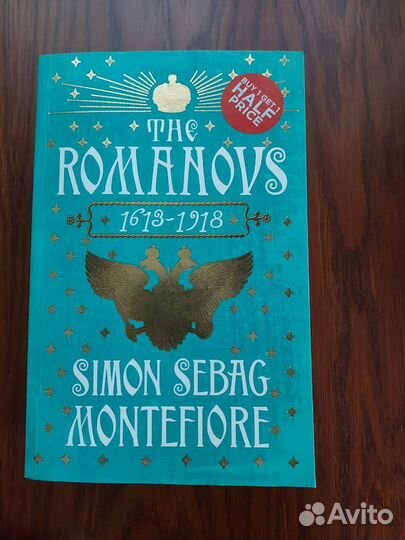 THE
ROMANOVS
1613-1918
BUY 1 GET 1
HALF
PRICE
SIMON SEBAG
MONTEFIORE
Avito